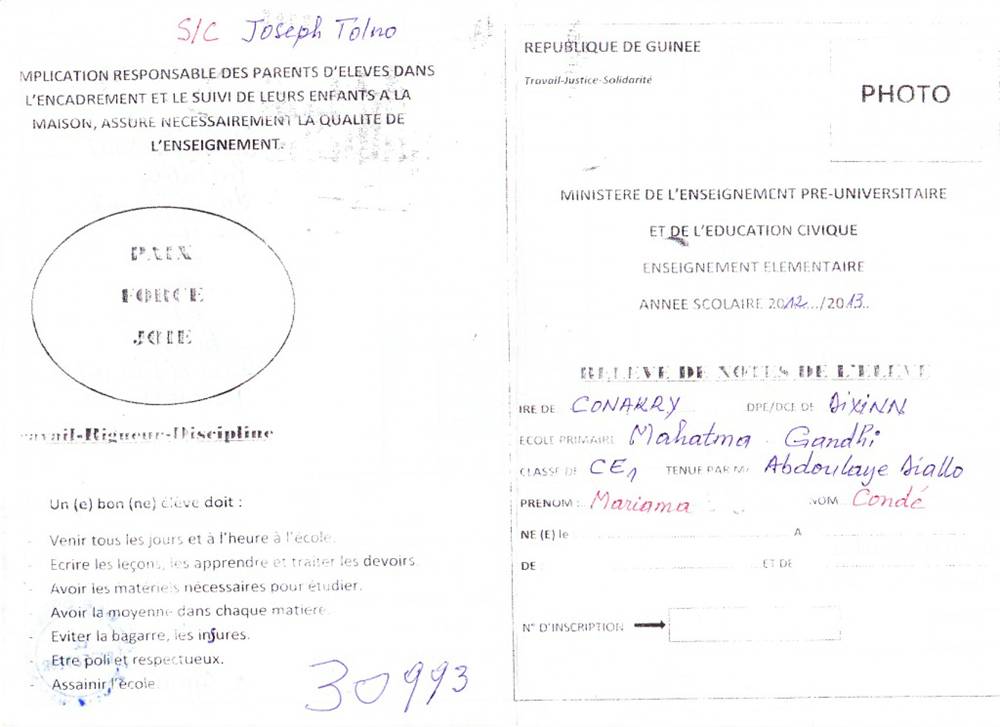 S/C Joseph Tolno
MPLICATION RESPONSABLE DES PARENTS D'ELEVES DANS
L'ENCADREMENT ET LE SUIVI DE LEURS ENFANTS A LA
MAISON, ASSURE NECESSAIREMENT LA QUALITE DE
L'ENSEIGNEMENT.
PAIX
FORCE
JOIE
avail-Rigueur-Discipline
Un (e) bon (ne) élève doit :
- Venir tous les jours et à l'heure à l'école.
- Ecrire les leçons, les apprendre et traiter les devoirs.
- Avoir les matériels nécessaires pour étudier.
- Avoir la moyenne dans chaque matière.
- Eviter la bagarre, les injures.
- Etre poli et respectueux.
- Assainir l'école.
30993
REPUBLIQUE DE GUINEE
Travail-Justice-Solidarité
PHOTO
MINISTERE DE L'ENSEIGNEMENT PRE-UNIVERSITAIRE
ET DE L'EDUCATION CIVIQUE
ENSEIGNEMENT ELEMENTAIRE
ANNEE SCOLAIRE 2012.../2013..
RELEVE DE NOTES DE L'ELEVE
IRE DE CONAKRY DPE/DCE DE DiXiNN
ECOLE PRIMAIRE Mahatma Gandhi
CLASSE DE CE1 TENUE PAR M/ Abdoulaye Diallo
PRENOM : Mariama NOM Condé
NE (E) le A
DE ET DE
N° D'INSCRIPTION